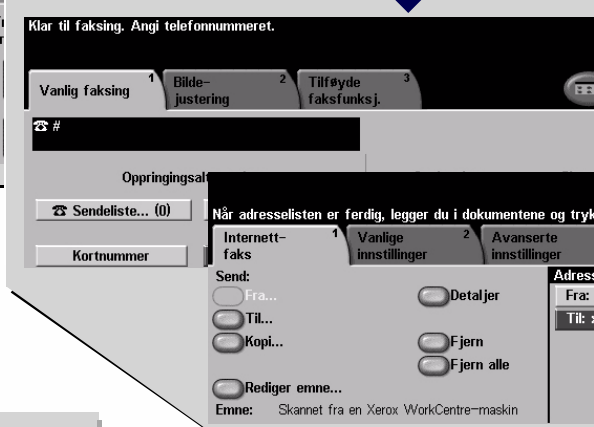 Klar til faksing. Angi telefonnummeret.
Vanlig faksing 1
Bilde-
justering 2
Tilføyde
faksfunksj. 3
#
Oppringingsal
Sendeliste... (0)
Kortnummer
Når adresselisten er ferdig, legger du i dokumentene og tryk
Internett-
faks 1
Vanlige
innstillinger 2
Avanserte
innstillinger
Send:
Adress
Fra...
Detaljer
Fra:
Til...
Til:
Kopi...
Fjern
Fjern alle
Rediger emne...
Emne: Skannet fra en Xerox WorkCentre-maskin